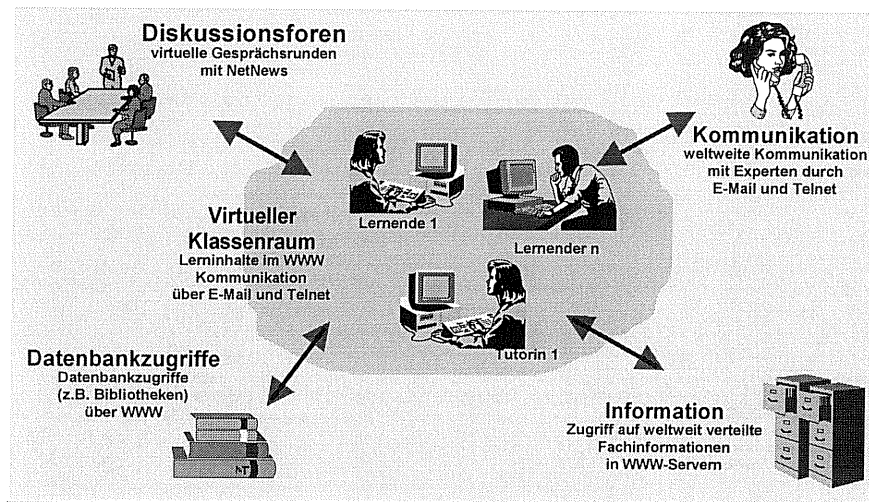 Diskussionsforen
virtuelle Gesprächsrunden
mit NetNews
Kommunikation
weltweite Kommunikation
mit Experten durch
E-Mail und Telnet
Lernende 1
Lernender n
Virtueller
Klassenraum
Lerninhalte im WWW
Kommunikation
über E-Mail und Telnet
Tutorin 1
Datenbankzugriffe
Datenbankzugriffe
(z.B. Bibliotheken)
über WWW
Information
Zugriff auf weltweit verteilte
Fachinformationen
in WWW-Servern